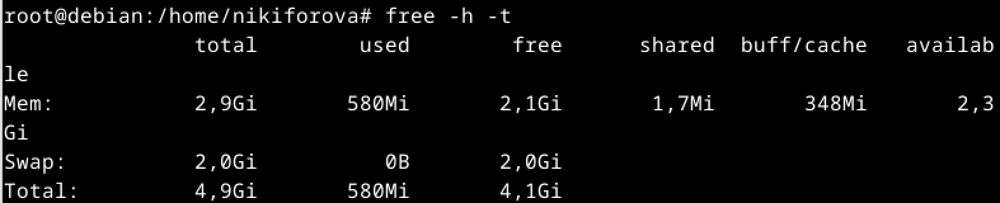 root@debian:/home/nikiforova# free -h -t
               total        used        free      shared  buff/cache   availab
le
Mem:           2,9Gi       580Mi       2,1Gi       1,7Mi       348Mi       2,3
Gi
Swap:          2,0Gi          0B       2,0Gi
Total:         4,9Gi       580Mi       4,1Gi